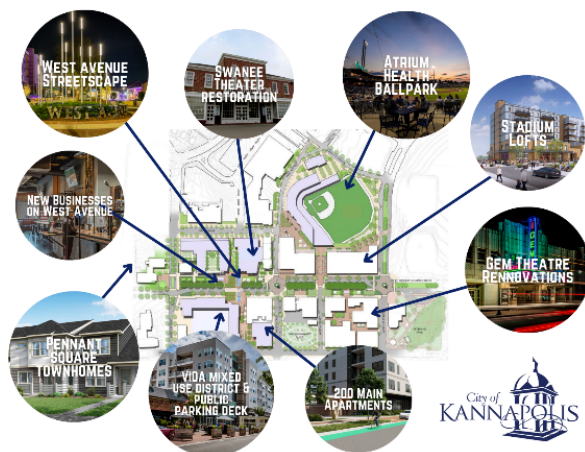 WEST AVENUE
STREETSCAPE
WEST AVE
SWANEE
THEATER
RESTORATION
ATRIUM
HEALTH
BALLPARK
STADIUM
LOFTS
NEW BUSINESSES
ON WEST AVENUE
GEM THEATRE
RENNOVATIONS
PENNANT
SQUARE
TOWNHOMES
VIDA MIXED
USE DISTRICT &
PUBLIC
PARKING DECK
200 MAIN
APARTMENTS
City of
KANNAPOLIS